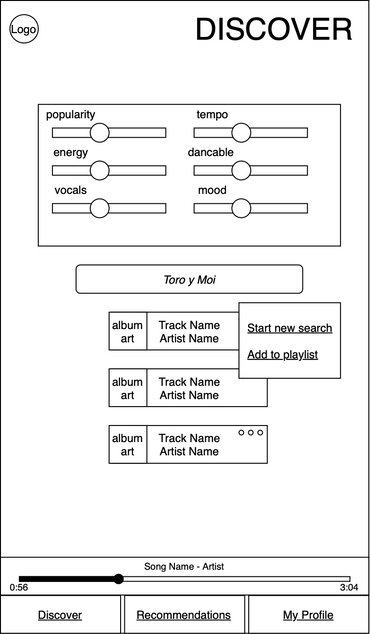 Logo
DISCOVER
popularity
tempo
energy
dancable
vocals
mood
Toro y Moi
album art
Track Name
Artist Name
Start new search
Add to playlist
album art
Track Name
Artist Name
album art
Track Name
Artist Name
Song Name - Artist
0:56
3:04
Discover
Recommendations
My Profile